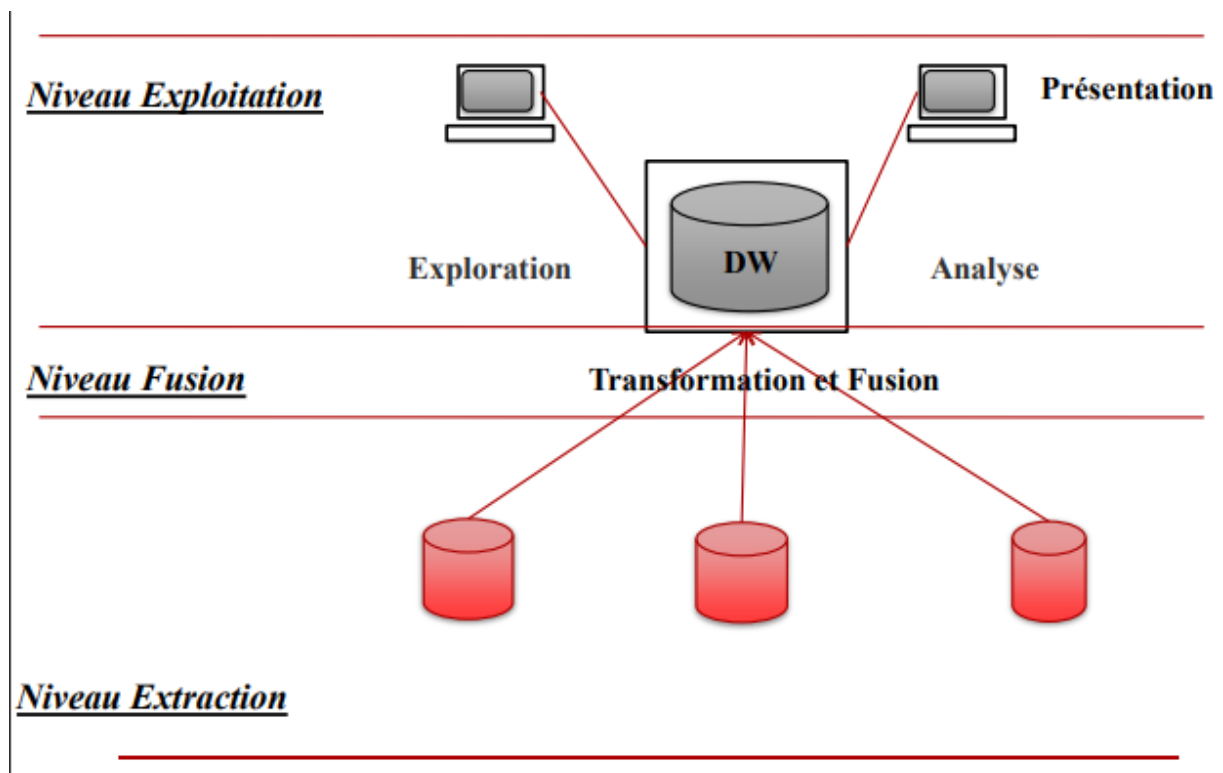 Niveau Exploitation
Présentation
Exploration
DW
Analyse
Niveau Fusion
Transformation et Fusion
Niveau Extraction